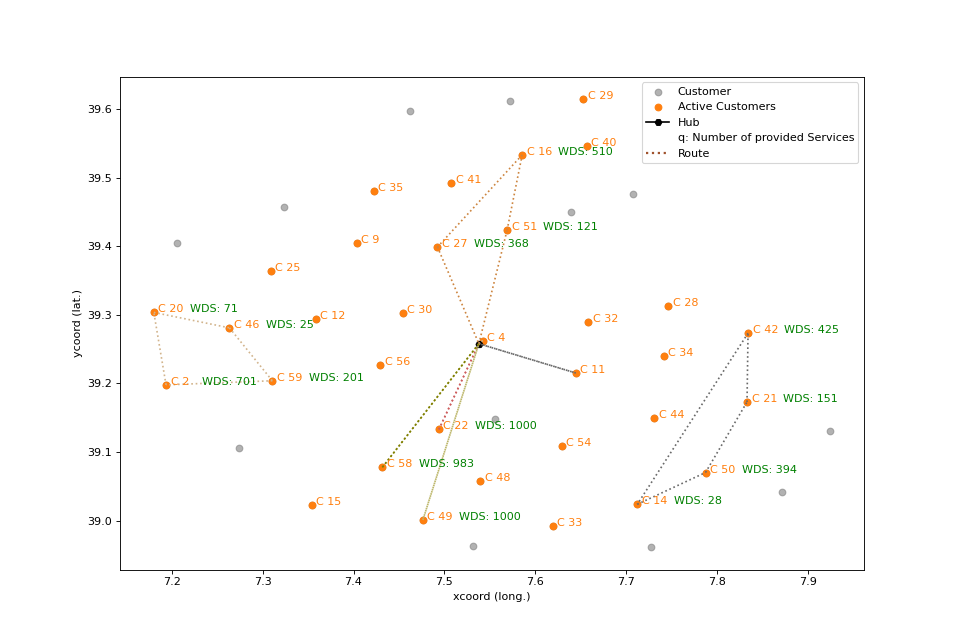 39.6
39.5
39.4
39.3
39.2
39.1
39.0
ycoord (lat.)
7.2
7.3
7.4
7.5
7.6
7.7
7.8
7.9
xcoord (long.)
Customer
Active Customers
Hub
q: Number of provided Services
Route
C 29
C 40
C 16 WDS: 510
C 41
C 35
C 51 WDS: 121
C 9
C 27 WDS: 368
C 25
C 20 WDS: 71
C 46 WDS: 25
C 12
C 30
C 28
C 32
C 42 WDS: 425
C 4
C 34
C 56
C 11
C 59 WDS: 201
C 2 WDS: 701
C 21 WDS: 151
C 44
C 22 WDS: 1000
C 54
C 58 WDS: 983
C 50 WDS: 394
C 48
C 15
C 14 WDS: 28
C 49 WDS: 1000
C 33